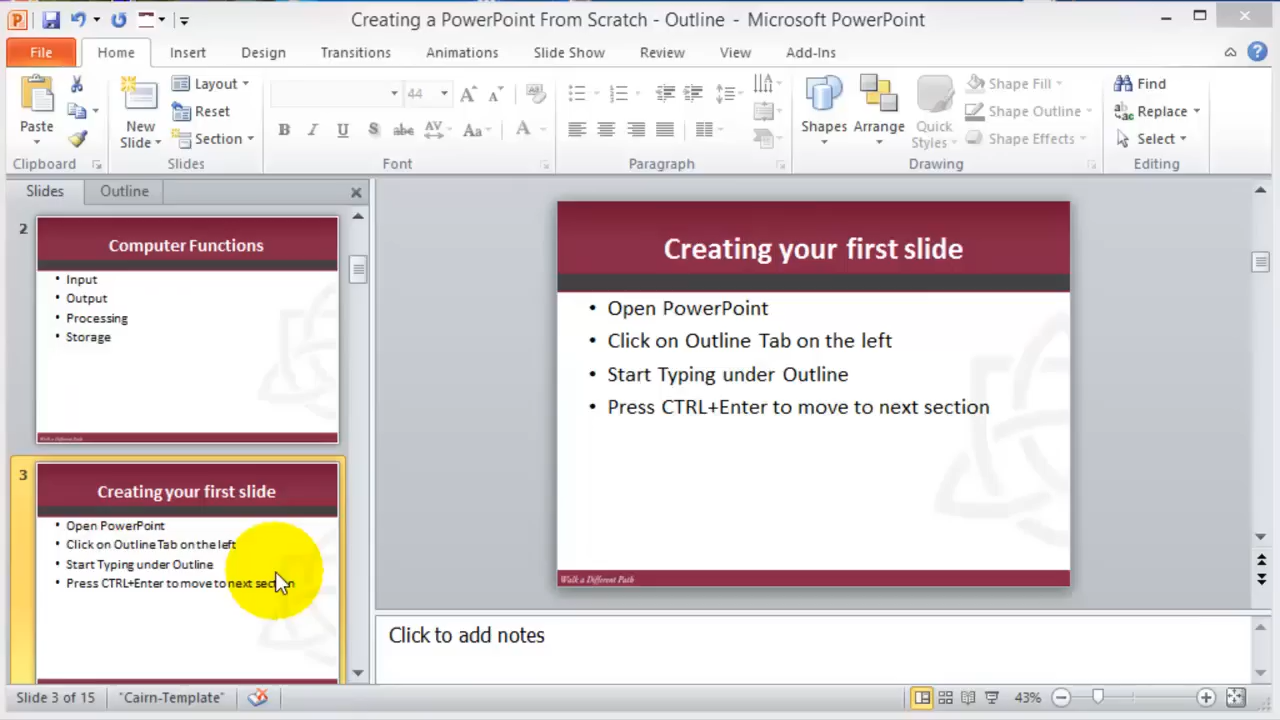 Creating a PowerPoint From Scratch - Outline - Microsoft PowerPoint
File Home Insert Design Transitions Animations Slide Show Review View Add-Ins
Paste
Clipboard
New Slide
Layout
Reset
Section
Slides
44
B I U S abc AV Aa A
Font
Paragraph
Shapes
Arrange
Quick Styles
Shape Fill
Shape Outline
Shape Effects
Drawing
Find
Replace
Select
Editing
Slides Outline
2
Computer Functions
• Input
• Output
• Processing
• Storage
Walk a Different Path
3
Creating your first slide
• Open PowerPoint
• Click on Outline Tab on the left
• Start Typing under Outline
• Press CTRL+Enter to move to next section
Creating your first slide
• Open PowerPoint
• Click on Outline Tab on the left
• Start Typing under Outline
• Press CTRL+Enter to move to next section
Walk a Different Path
Click to add notes
Slide 3 of 15 "Cairn-Template" 43%